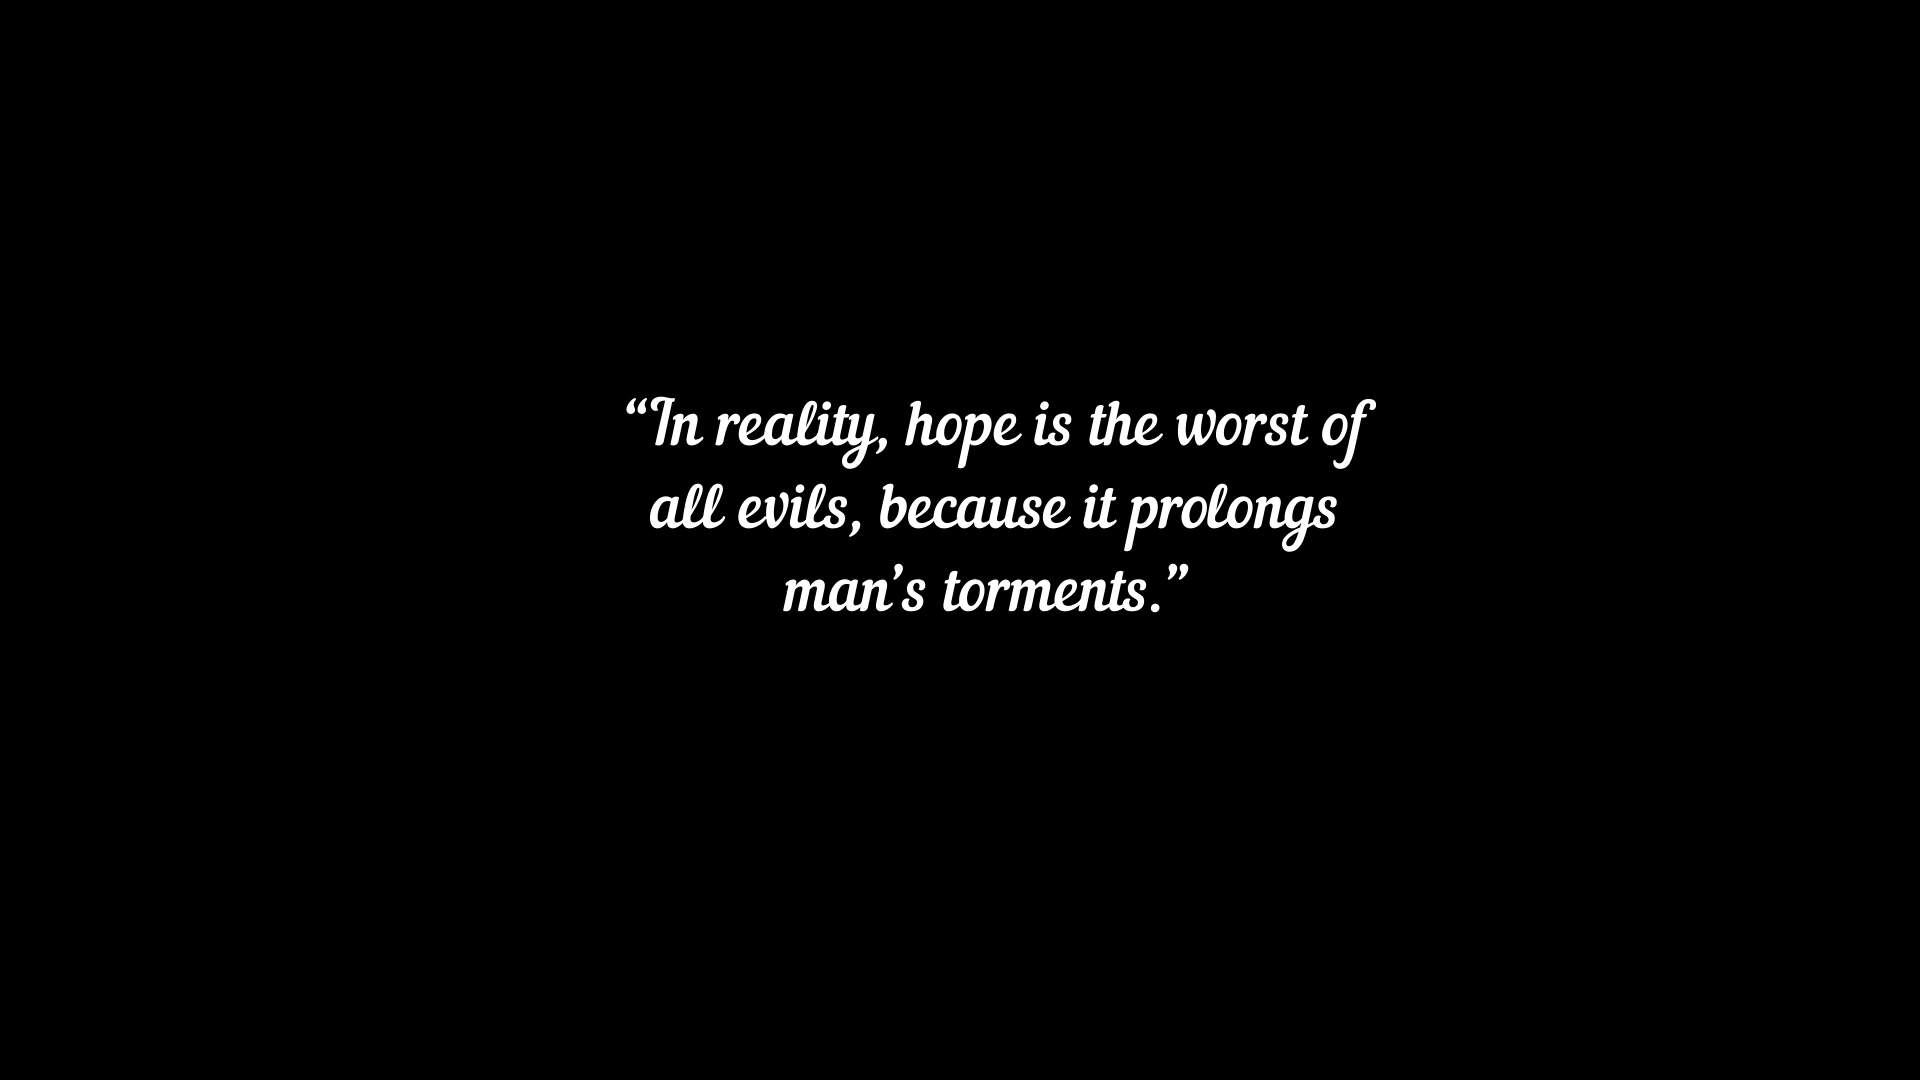 “In reality, hope is the worst of
all evils, because it prolongs
man’s torments.”